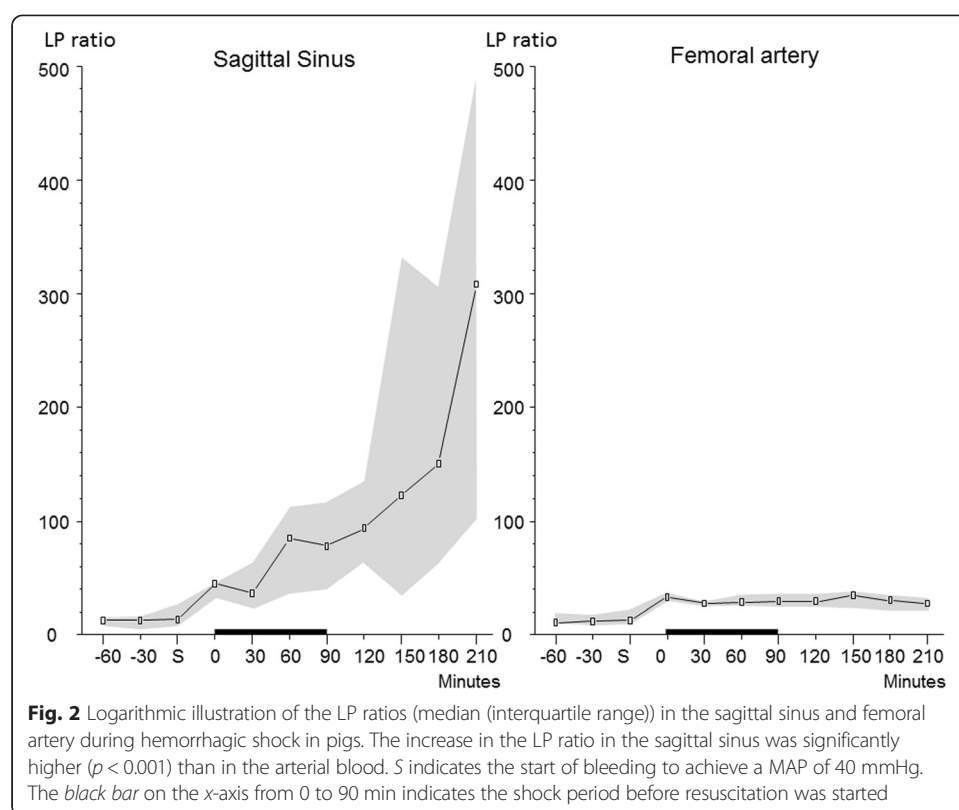 LP ratio
Sagittal Sinus
500
400
300
200
100
0
-60 -30 S 0 30 60 90 120 150 180 210
Minutes
LP ratio
Femoral artery
500
400
300
200
100
0
-60 -30 S 0 30 60 90 120 150 180 210
Minutes
Fig. 2 Logarithmic illustration of the LP ratios (median (interquartile range)) in the sagittal sinus and femoral
artery during hemorrhagic shock in pigs. The increase in the LP ratio in the sagittal sinus was significantly
higher (p < 0.001) than in the arterial blood. S indicates the start of bleeding to achieve a MAP of 40 mmHg.
The black bar on the x-axis from 0 to 90 min indicates the shock period before resuscitation was started